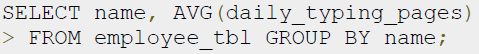 SELECT name, AVG(daily_typing_pages)
> FROM employee_tbl GROUP BY name;